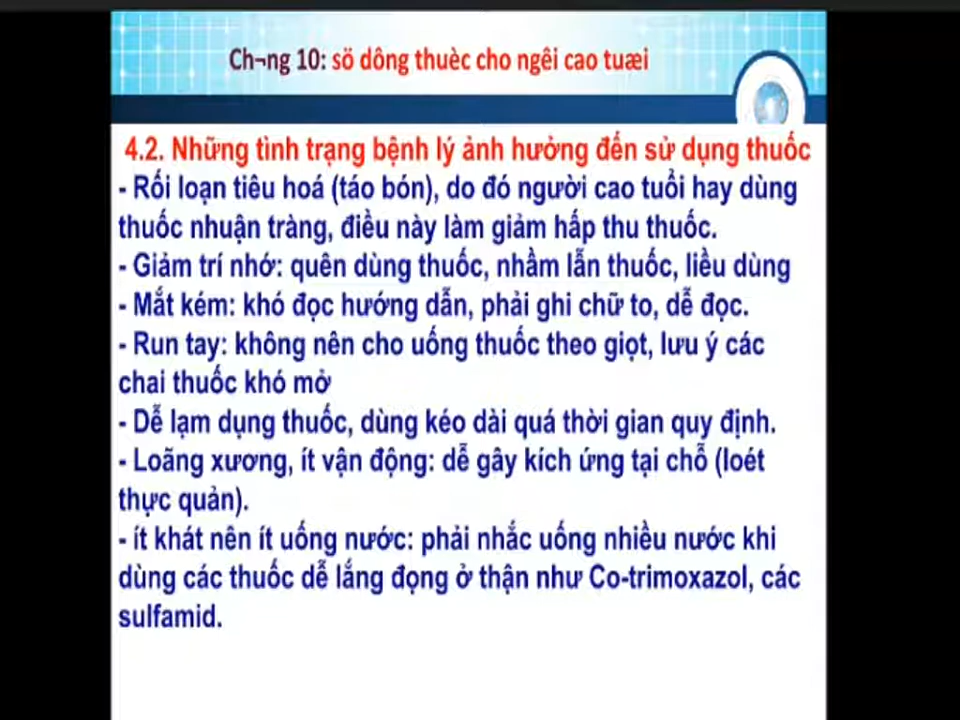 Ch¬ng 10: sö dông thuèc cho ngêi cao tuæi
4.2. Những tình trạng bệnh lý ảnh hưởng đến sử dụng thuốc
- Rối loạn tiêu hoá (táo bón), do đó người cao tuổi hay dùng
thuốc nhuận tràng, điều này làm giảm hấp thu thuốc.
- Giảm trí nhớ: quên dùng thuốc, nhầm lẫn thuốc, liều dùng
- Mắt kém: khó đọc hướng dẫn, phải ghi chữ to, dễ đọc.
- Run tay: không nên cho uống thuốc theo giọt, lưu ý các
chai thuốc khó mở
- Dễ lạm dụng thuốc, dùng kéo dài quá thời gian quy định.
- Loãng xương, ít vận động: dễ gây kích ứng tại chỗ (loét
thực quản).
- ít khát nên ít uống nước: phải nhắc uống nhiều nước khi
dùng các thuốc dễ lắng đọng ở thận như Co-trimoxazol, các
sulfamid.